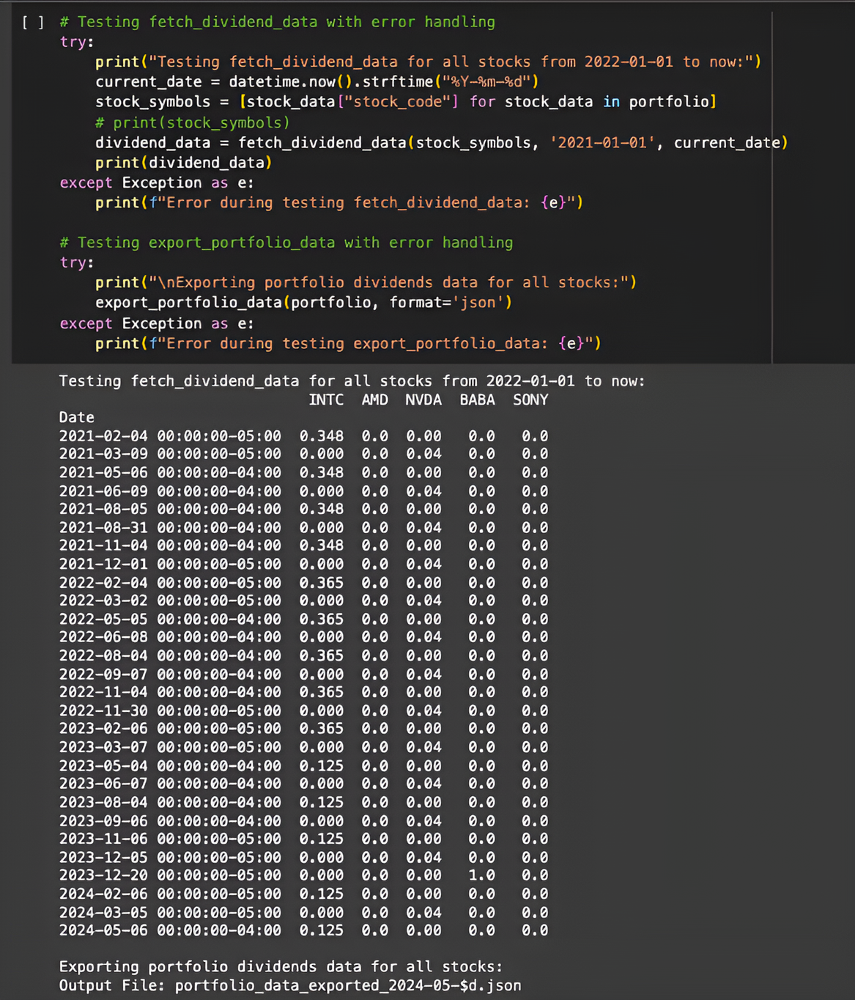 [ ] # Testing fetch_dividend_data with error handling
try:
    print("Testing fetch_dividend_data for all stocks from 2022-01-01 to now:")
    current_date = datetime.now().strftime("%Y-%m-%d")
    stock_symbols = [stock_data["stock_code"] for stock_data in portfolio]
    # print(stock_symbols)
    dividend_data = fetch_dividend_data(stock_symbols, '2021-01-01', current_date)
    print(dividend_data)
except Exception as e:
    print(f"Error during testing fetch_dividend_data: {e}")

# Testing export_portfolio_data with error handling
try:
    print("\nExporting portfolio dividends data for all stocks:")
    export_portfolio_data(portfolio, format='json')
except Exception as e:
    print(f"Error during testing export_portfolio_data: {e}")

Testing fetch_dividend_data for all stocks from 2022-01-01 to now:
                            INTC  AMD  NVDA  BABA  SONY
Date
2021-02-04 00:00:00-05:00  0.348  0.0  0.00   0.0   0.0
2021-03-09 00:00:00-05:00  0.000  0.0  0.04   0.0   0.0
2021-05-06 00:00:00-04:00  0.348  0.0  0.00   0.0   0.0
2021-06-09 00:00:00-04:00  0.000  0.0  0.04   0.0   0.0
2021-08-05 00:00:00-04:00  0.348  0.0  0.00   0.0   0.0
2021-08-31 00:00:00-04:00  0.000  0.0  0.04   0.0   0.0
2021-11-04 00:00:00-04:00  0.348  0.0  0.00   0.0   0.0
2021-12-01 00:00:00-05:00  0.000  0.0  0.04   0.0   0.0
2022-02-04 00:00:00-05:00  0.365  0.0  0.00   0.0   0.0
2022-03-02 00:00:00-05:00  0.000  0.0  0.04   0.0   0.0
2022-05-05 00:00:00-04:00  0.365  0.0  0.00   0.0   0.0
2022-06-08 00:00:00-04:00  0.000  0.0  0.04   0.0   0.0
2022-08-04 00:00:00-04:00  0.365  0.0  0.00   0.0   0.0
2022-09-07 00:00:00-04:00  0.000  0.0  0.04   0.0   0.0
2022-11-04 00:00:00-04:00  0.365  0.0  0.00   0.0   0.0
2022-11-30 00:00:00-05:00  0.000  0.0  0.04   0.0   0.0
2023-02-06 00:00:00-05:00  0.365  0.0  0.00   0.0   0.0
2023-03-07 00:00:00-05:00  0.000  0.0  0.04   0.0   0.0
2023-05-04 00:00:00-04:00  0.125  0.0  0.00   0.0   0.0
2023-06-07 00:00:00-04:00  0.000  0.0  0.04   0.0   0.0
2023-08-04 00:00:00-04:00  0.125  0.0  0.00   0.0   0.0
2023-09-06 00:00:00-04:00  0.000  0.0  0.04   0.0   0.0
2023-11-06 00:00:00-05:00  0.125  0.0  0.00   0.0   0.0
2023-12-05 00:00:00-05:00  0.000  0.0  0.04   0.0   0.0
2023-12-20 00:00:00-05:00  0.000  0.0  0.00   1.0   0.0
2024-02-06 00:00:00-05:00  0.125  0.0  0.00   0.0   0.0
2024-03-05 00:00:00-05:00  0.000  0.0  0.04   0.0   0.0
2024-05-06 00:00:00-04:00  0.125  0.0  0.00   0.0   0.0

Exporting portfolio dividends data for all stocks:
Output File: portfolio_data_exported_2024-05-$d.json